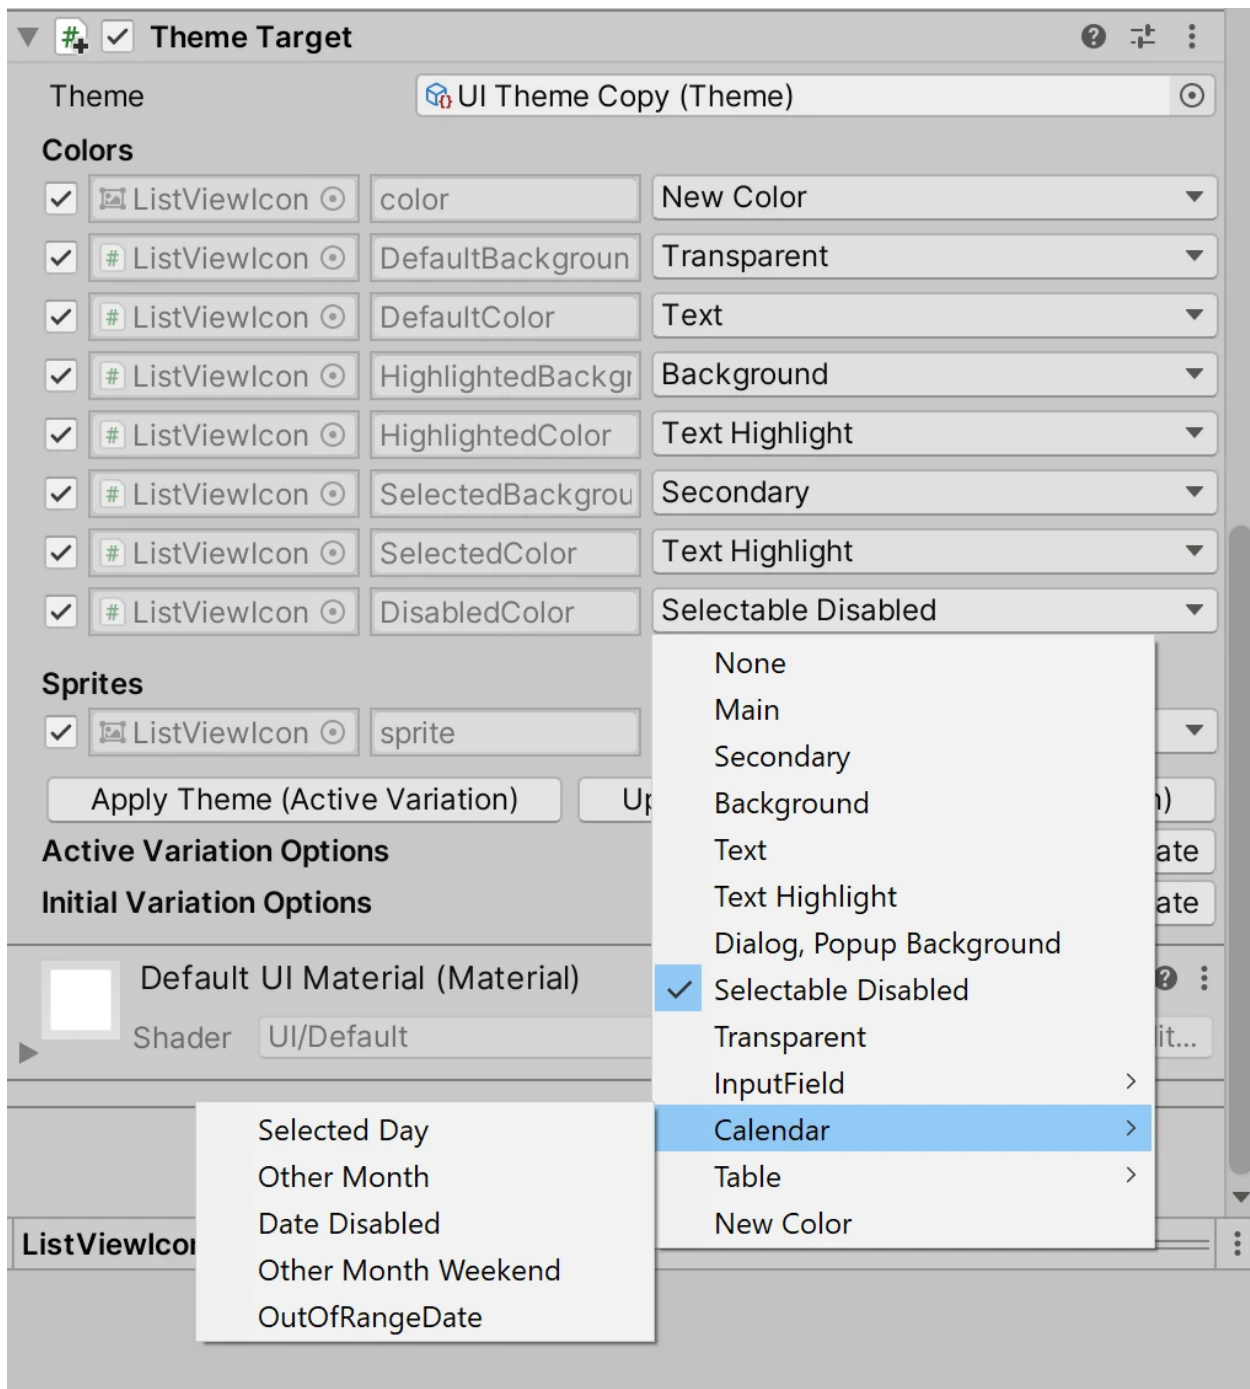 Theme Target
Theme UI Theme Copy (Theme)
Colors
ListViewIcon color New Color
ListViewIcon DefaultBackgroun Transparent
ListViewIcon DefaultColor Text
ListViewIcon HighlightedBackgr Background
ListViewIcon HighlightedColor Text Highlight
ListViewIcon SelectedBackgrou Secondary
ListViewIcon SelectedColor Text Highlight
ListViewIcon DisabledColor Selectable Disabled
Sprites
ListViewIcon sprite
Apply Theme (Active Variation) Up n)
Active Variation Options ate
Initial Variation Options ate
Default UI Material (Material)
Shader UI/Default it...
ListViewIcon
None
Main
Secondary
Background
Text
Text Highlight
Dialog, Popup Background
Selectable Disabled
Transparent
InputField
Calendar
Table
New Color
Selected Day
Other Month
Date Disabled
Other Month Weekend
OutOfRangeDate